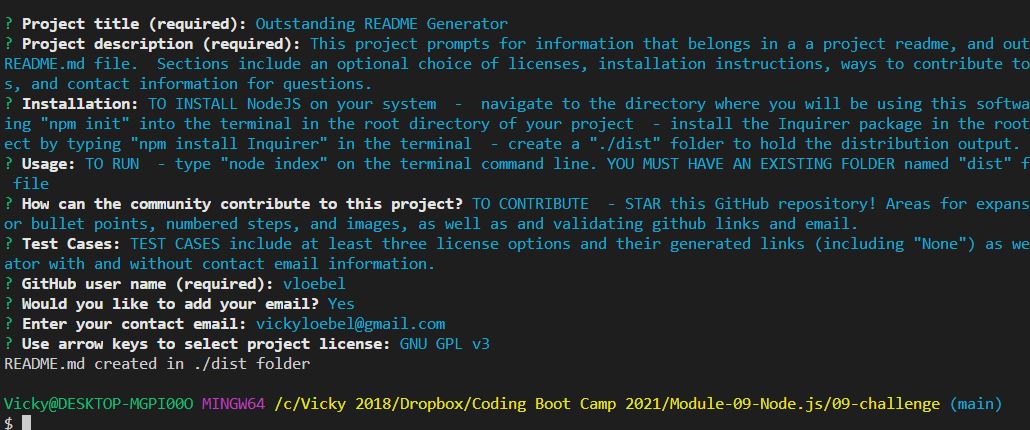 ? Project title (required): Outstanding README Generator
? Project description (required): This project prompts for information that belongs in a a project readme, and out
README.md file.  Sections include an optional choice of licenses, installation instructions, ways to contribute to
s, and contact information for questions.
? Installation: TO INSTALL NodeJS on your system  -  navigate to the directory where you will be using this softwa
ing "npm init" into the terminal in the root directory of your project  - install the Inquirer package in the root
ect by typing "npm install Inquirer" in the terminal  - create a "./dist" folder to hold the distribution output.
? Usage: TO RUN  - type "node index" on the terminal command line. YOU MUST HAVE AN EXISTING FOLDER named "dist" f
 file
? How can the community contribute to this project? TO CONTRIBUTE  - STAR this GitHub repository! Areas for expans
or bullet points, numbered steps, and images, as well as and validating github links and email.
? Test Cases: TEST CASES include at least three license options and their generated links (including "None") as we
ator with and without contact email information.
? GitHub user name (required): vloebel
? Would you like to add your email? Yes
? Enter your contact email: vickyloebel@gmail.com
? Use arrow keys to select project license: GNU GPL v3
README.md created in ./dist folder
Vicky@DESKTOP-MGPI00O MINGW64 /c/Vicky 2018/Dropbox/Coding Boot Camp 2021/Module-09-Node.js/09-challenge (main)
$